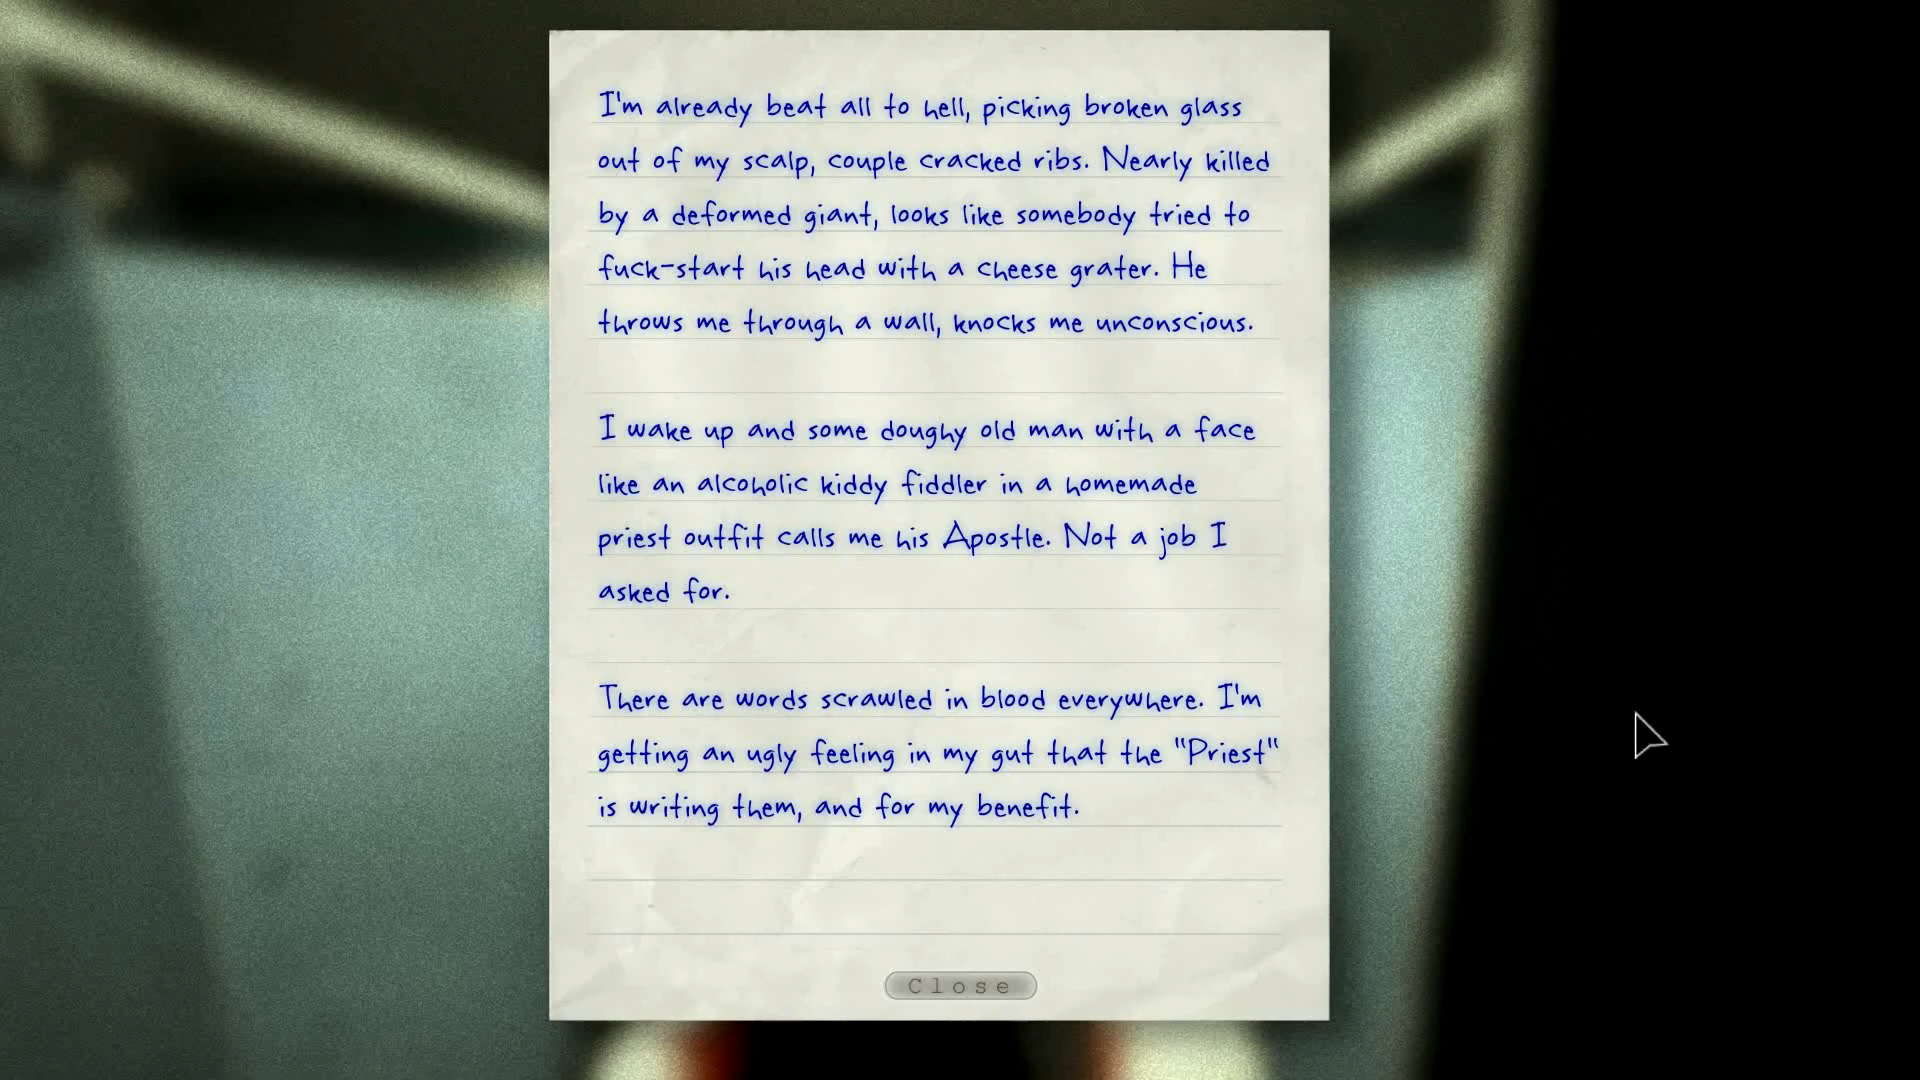 I'm already beat all to hell, picking broken glass
out of my scalp, couple cracked ribs. Nearly killed
by a deformed giant, looks like somebody tried to
fuck-start his head with a cheese grater. He
throws me through a wall, knocks me unconscious.
I wake up and some doughy old man with a face
like an alcoholic kiddy fiddler in a homemade
priest outfit calls me his Apostle. Not a job I
asked for.
There are words scrawled in blood everywhere. I'm
getting an ugly feeling in my gut that the "Priest"
is writing them, and for my benefit.
Close